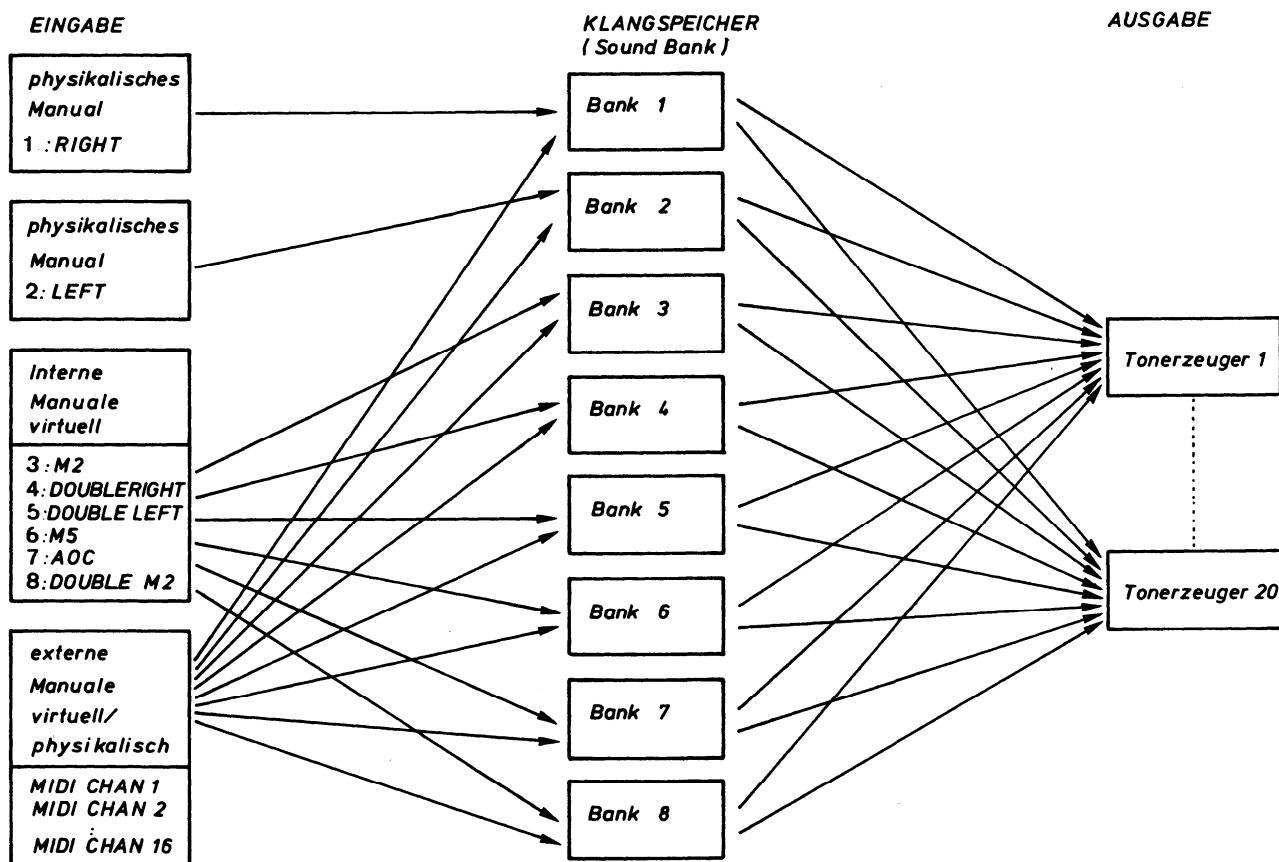 EINGABE
physikalisches
Manual
1 : RIGHT
physikalisches
Manual
2: LEFT
Interne
Manuale
virtuell
3: M2
4: DOUBLERIGHT
5: DOUBLE LEFT
6: M5
7: AOC
8: DOUBLE M2
externe
Manuale
virtuell/
physikalisch
MIDI CHAN 1
MIDI CHAN 2
:
MIDI CHAN 16
KLANGSPEICHER
( Sound Bank )
Bank 1
Bank 2
Bank 3
Bank 4
Bank 5
Bank 6
Bank 7
Bank 8
AUSGABE
Tonerzeuger 1
Tonerzeuger 20